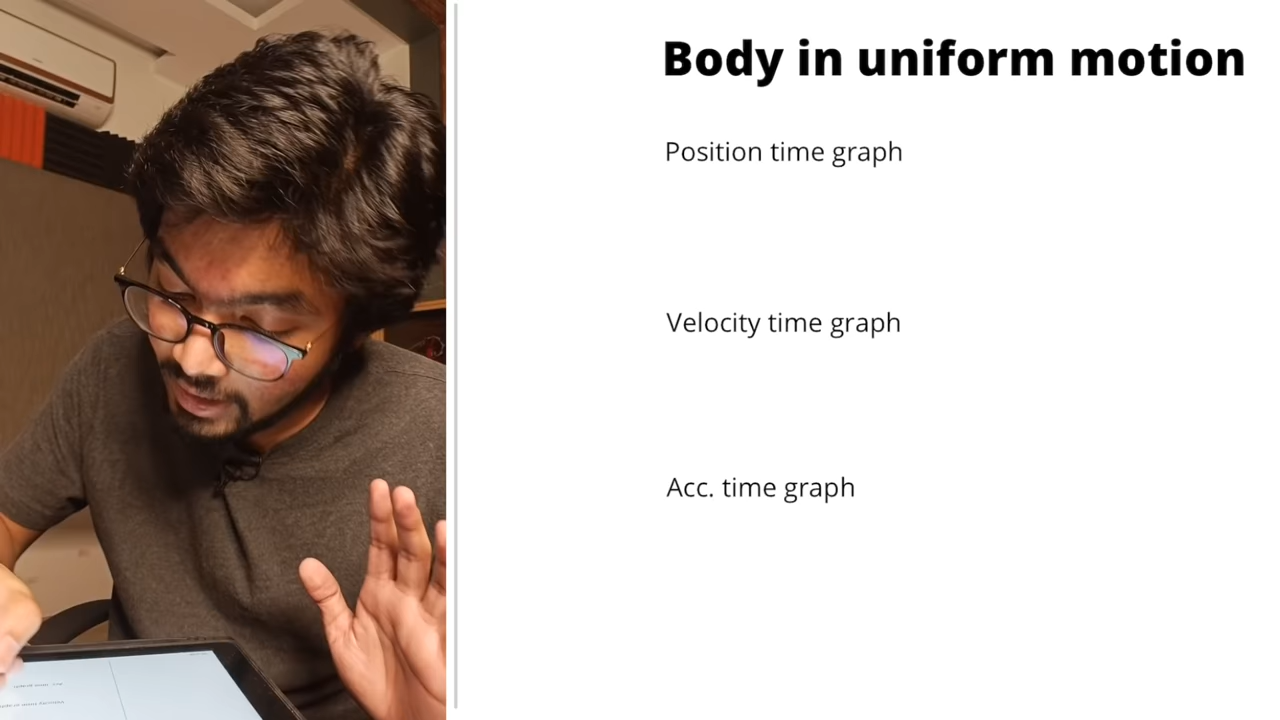 Body in uniform motion
Position time graph
Velocity time graph
Acc. time graph